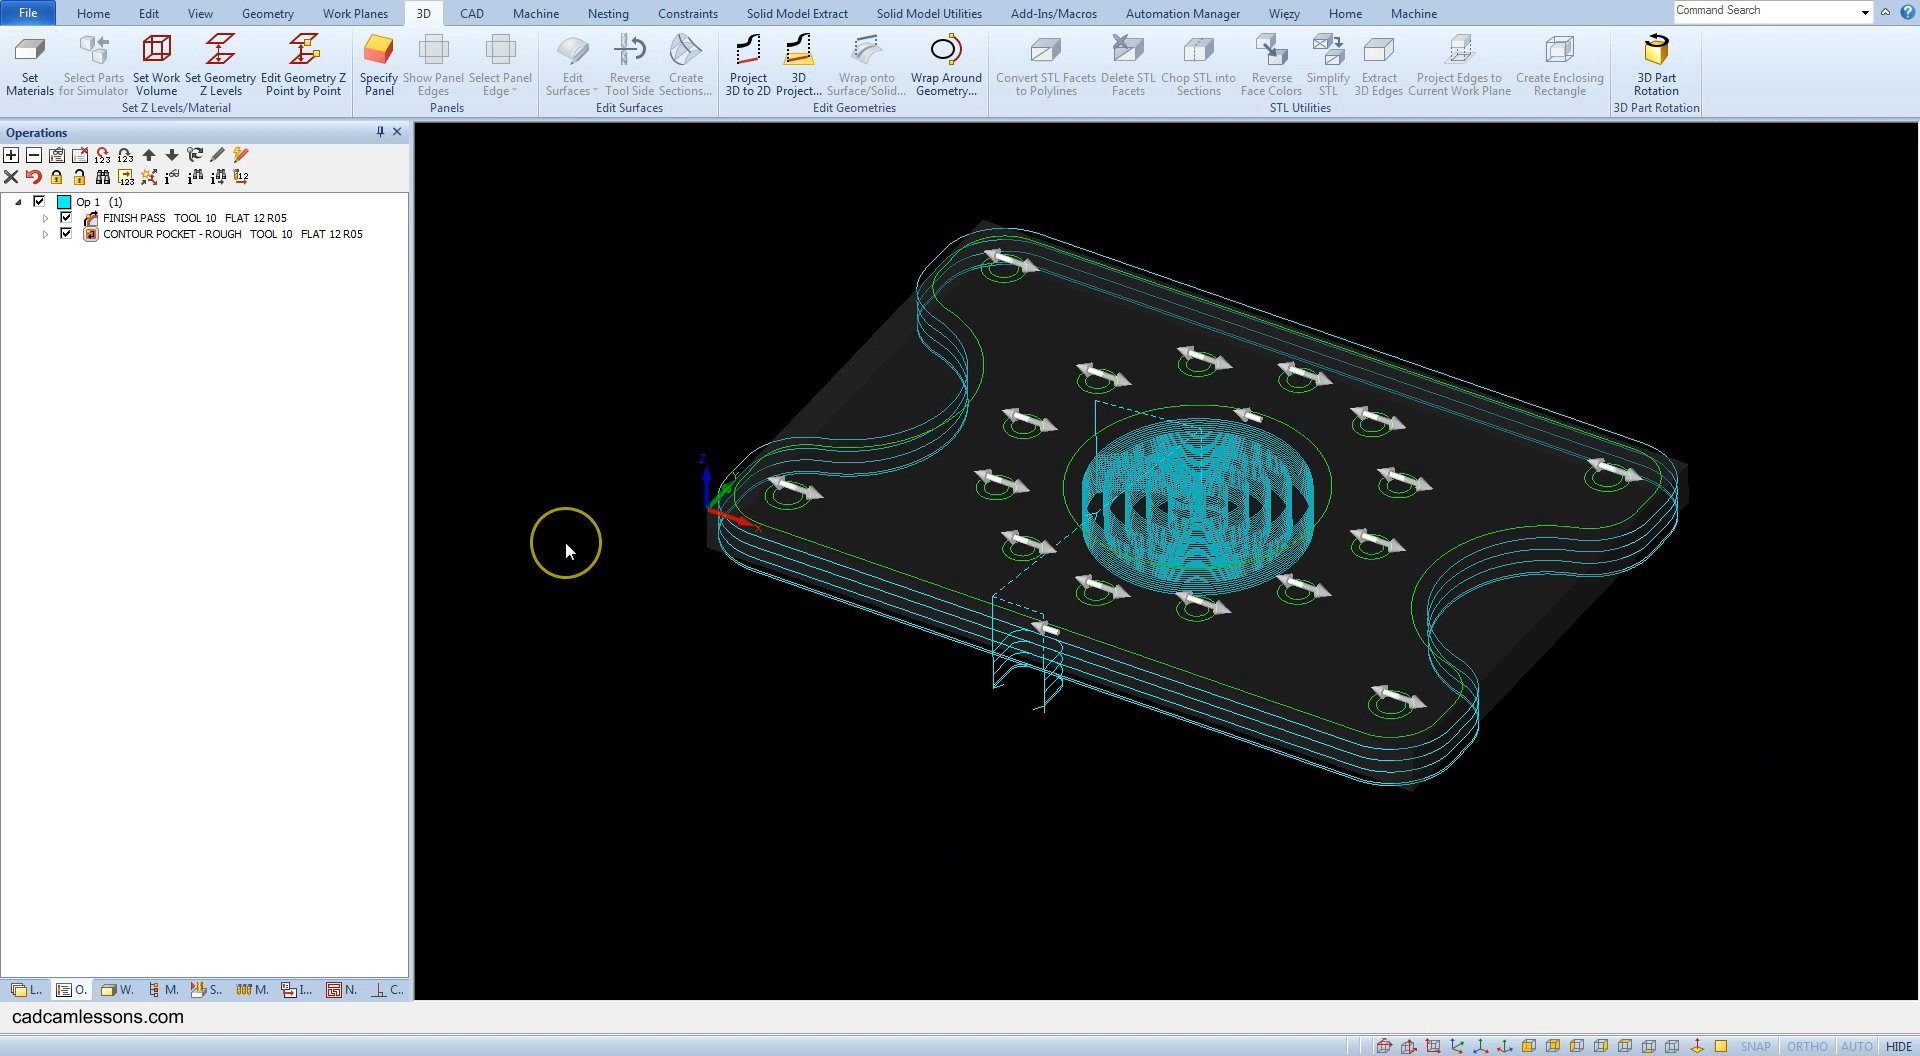 File Home Edit View Geometry Work Planes 3D CAD Machine Nesting Constraints Solid Model Extract Solid Model Utilities Add-Ins/Macros Automation Manager Więzy Home Machine Command Search
Set Materials
Select Parts for Simulator
Set Work Volume
Set Geometry Z Levels
Edit Geometry Z Point by Point
Specify Panel
Show Panel Edges
Select Panel Edge
Edit Surfaces
Reverse Tool Side
Create Sections...
Project 3D to 2D
3D Project...
Wrap onto Surface/Solid...
Wrap Around Geometry...
Convert STL Facets to Polylines
Delete STL Facets
Chop STL into Sections
Reverse Face Colors
Simplify STL
Extract 3D Edges
Project Edges to Current Work Plane
Create Enclosing Rectangle
3D Part Rotation
Set Z Levels/Material Panels Edit Surfaces Edit Geometries STL Utilities 3D Part Rotation
Operations
Op 1 (1)
FINISH PASS TOOL 10 FLAT 12 R05
CONTOUR POCKET - ROUGH TOOL 10 FLAT 12 R05
Z
X
L... O. W. M. S.. M. I... N. C..
cadcamlessons.com
SNAP ORTHO AUTO HIDE